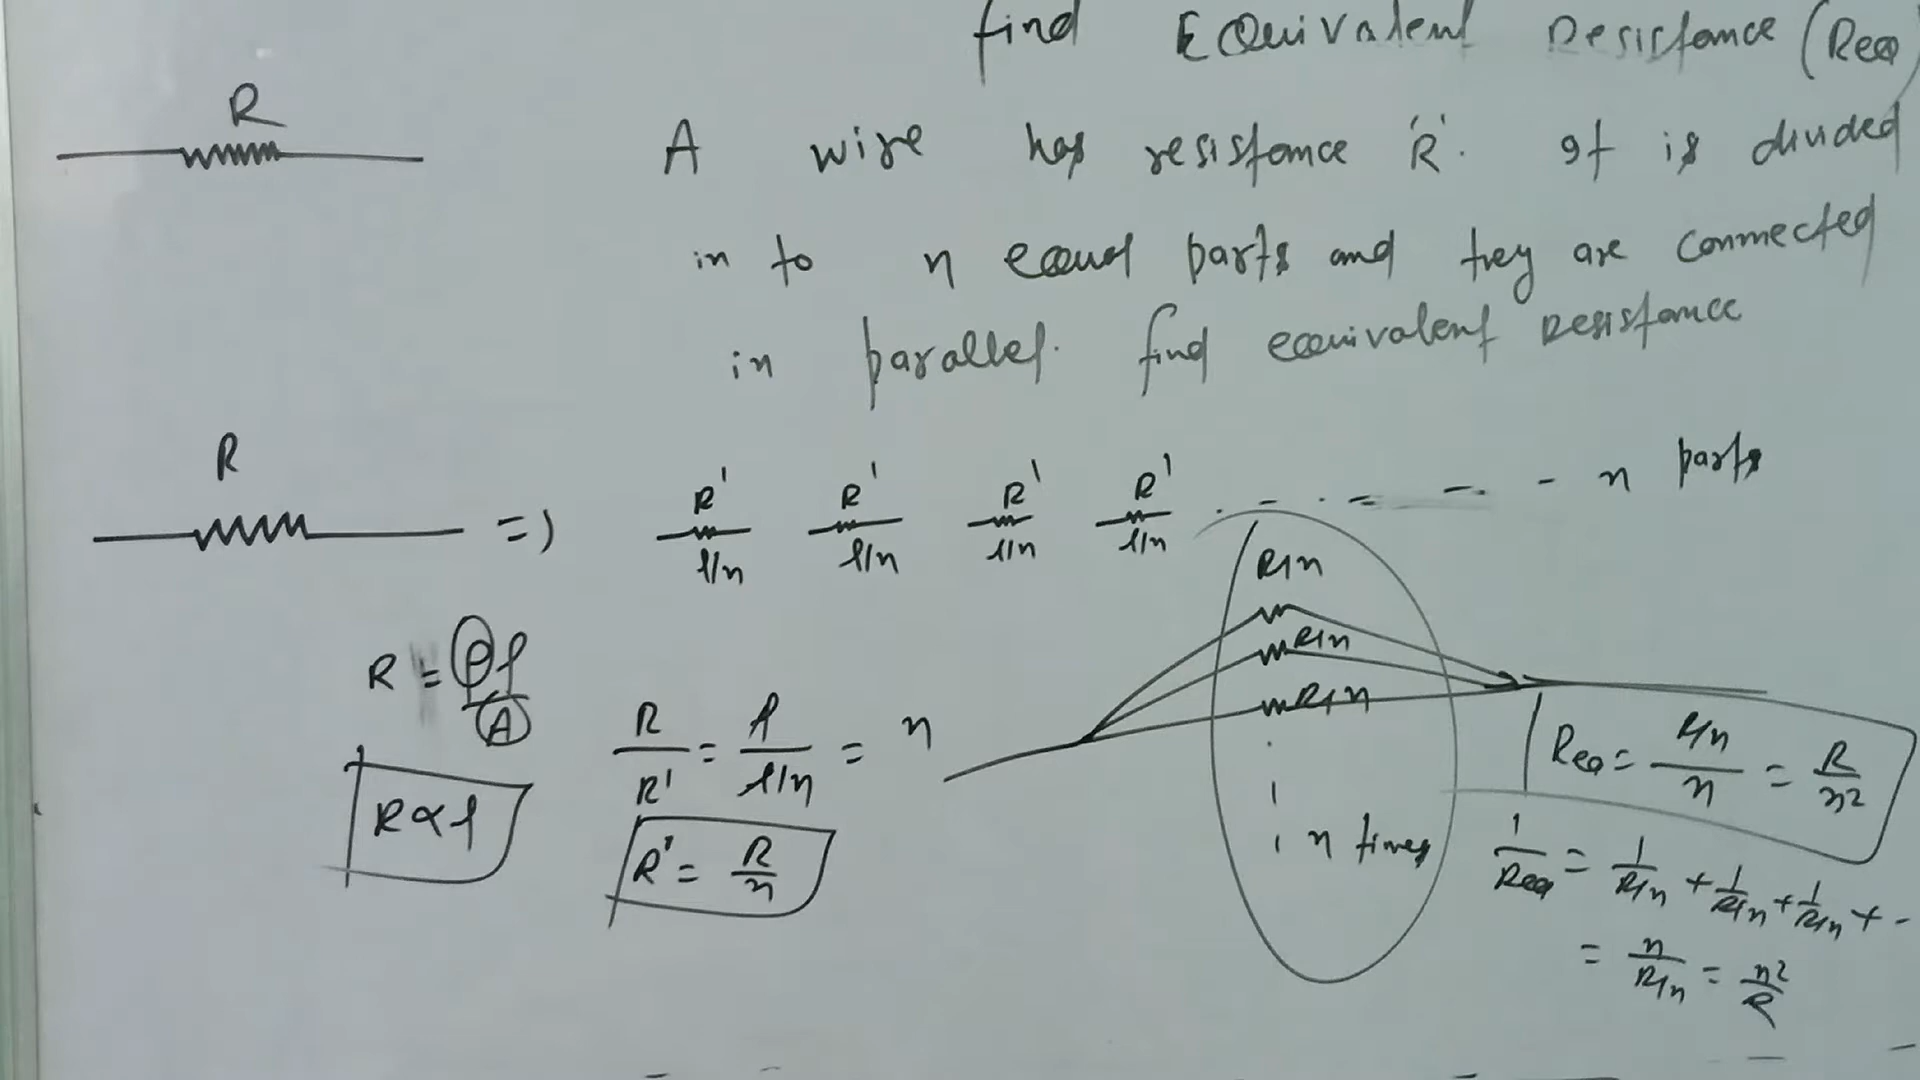 find Equivalent Resistance (Req)
R
A wire has resistance 'R'. It is divided
in to n equal parts and they are connected
in parallel. find equivalent Resistance
R
=> R' R' R' R' - - - - n parts
l/n l/n l/n l/n
R/n
R/n
R/n
n times
R = ρl/A
R ∝ l
R/R' = l/(l/n) = n
R' = R/n
Req = (R/n)/n = R/n²
1/Req = 1/(R/n) + 1/(R/n) + 1/(R/n) + -
= n/(R/n) = n²/R